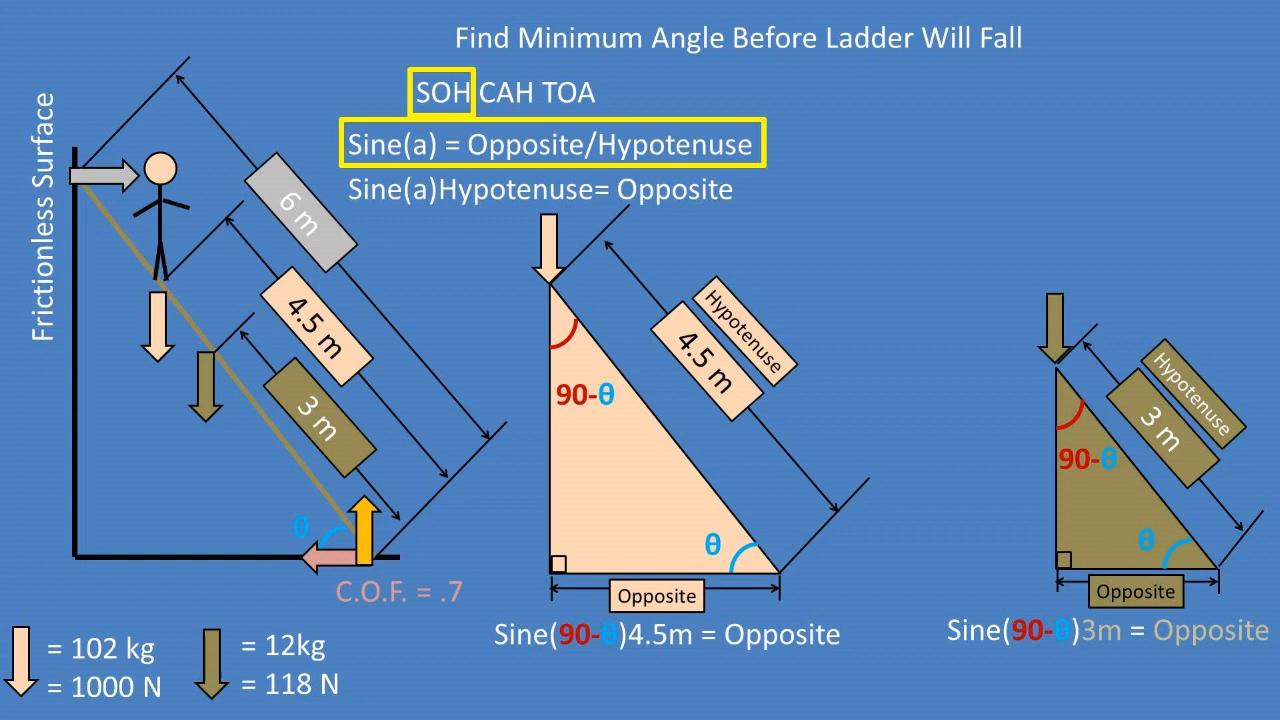 Find Minimum Angle Before Ladder Will Fall
SOH CAH TOA
Sine(a) = Opposite/Hypotenuse
Sine(a)Hypotenuse= Opposite
Frictionless Surface
6 m
4.5 m
3 m
θ
C.O.F. = .7
= 102 kg
= 1000 N
= 12kg
= 118 N
Hypotenuse
4.5 m
90-θ
θ
Opposite
Sine(90-θ)4.5m = Opposite
Hypotenuse
3 m
90-θ
θ
Opposite
Sine(90-θ)3m = Opposite